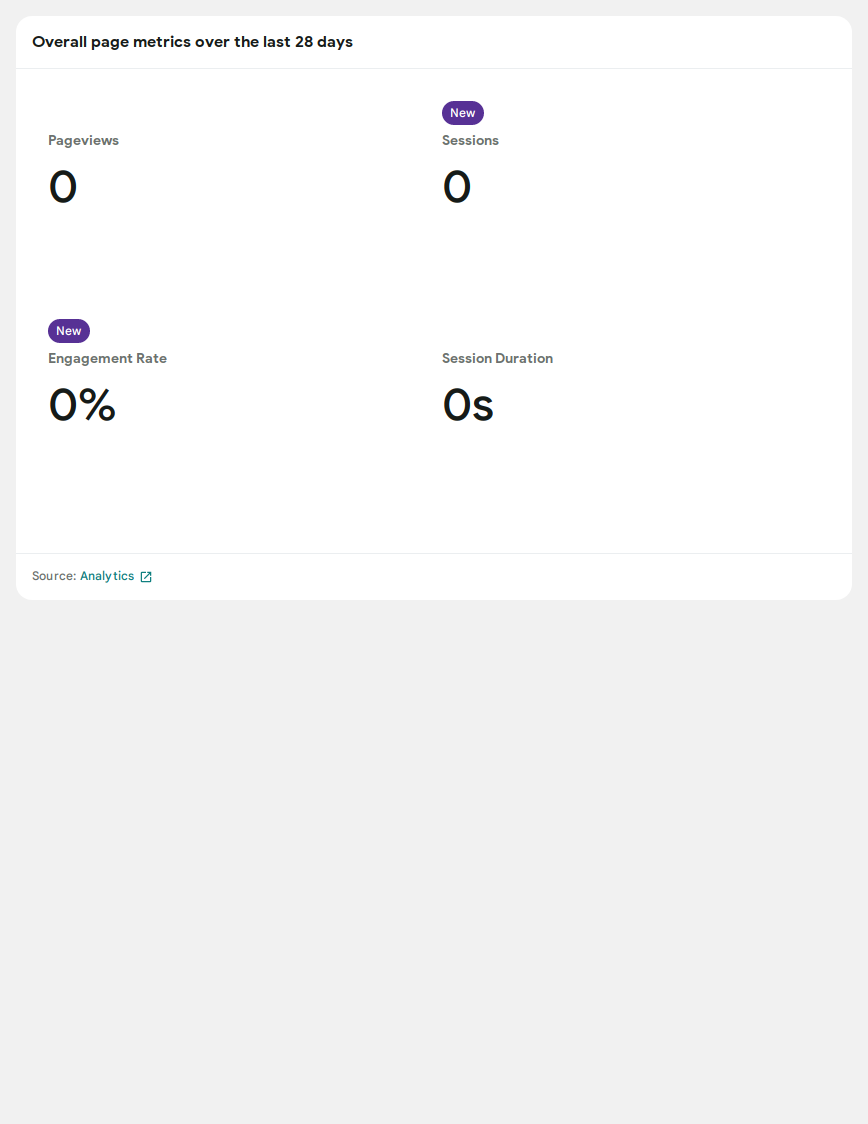 Overall page metrics over the last 28 days
Pageviews
0
New
Sessions
0
New
Engagement Rate
0%
Session Duration
0s
Source: Analytics